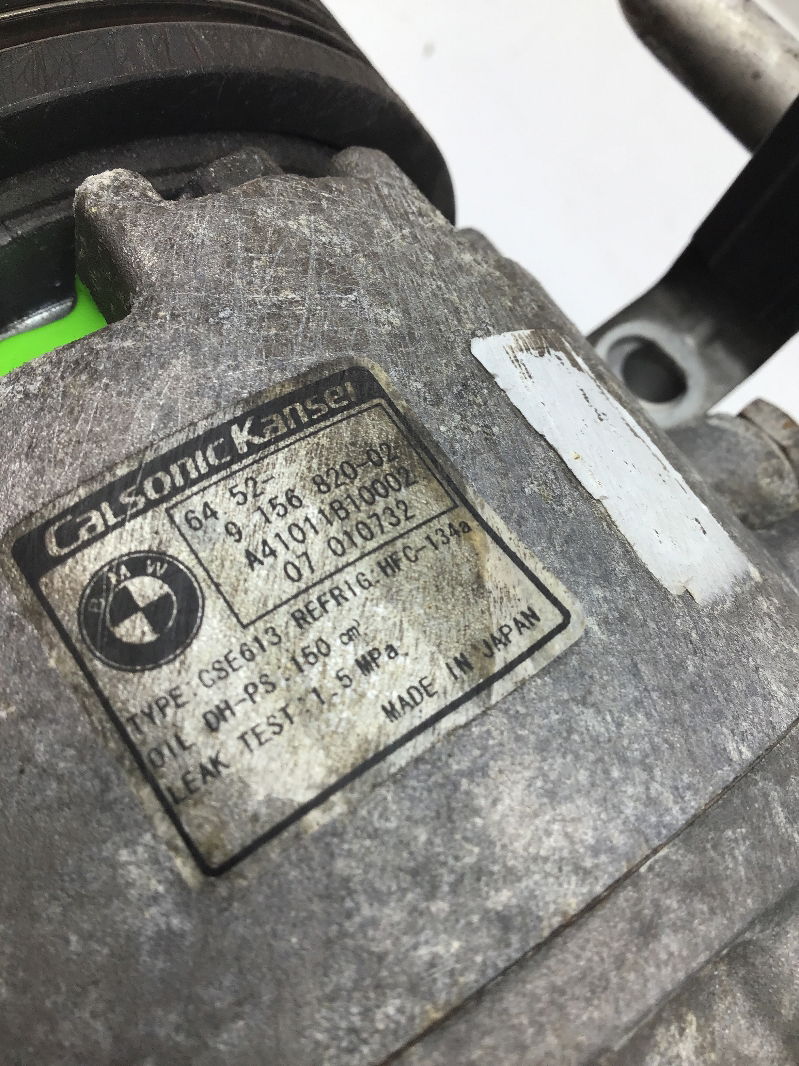 CalsonicKansei
64 52-
9 156 820-02
A41011B10002
07 010732
BMW
TYPE:CSE613 REFRIG.HFC-134a
OIL DH-PS:150 cm³
LEAK TEST:1.5 MPa
MADE IN JAPAN